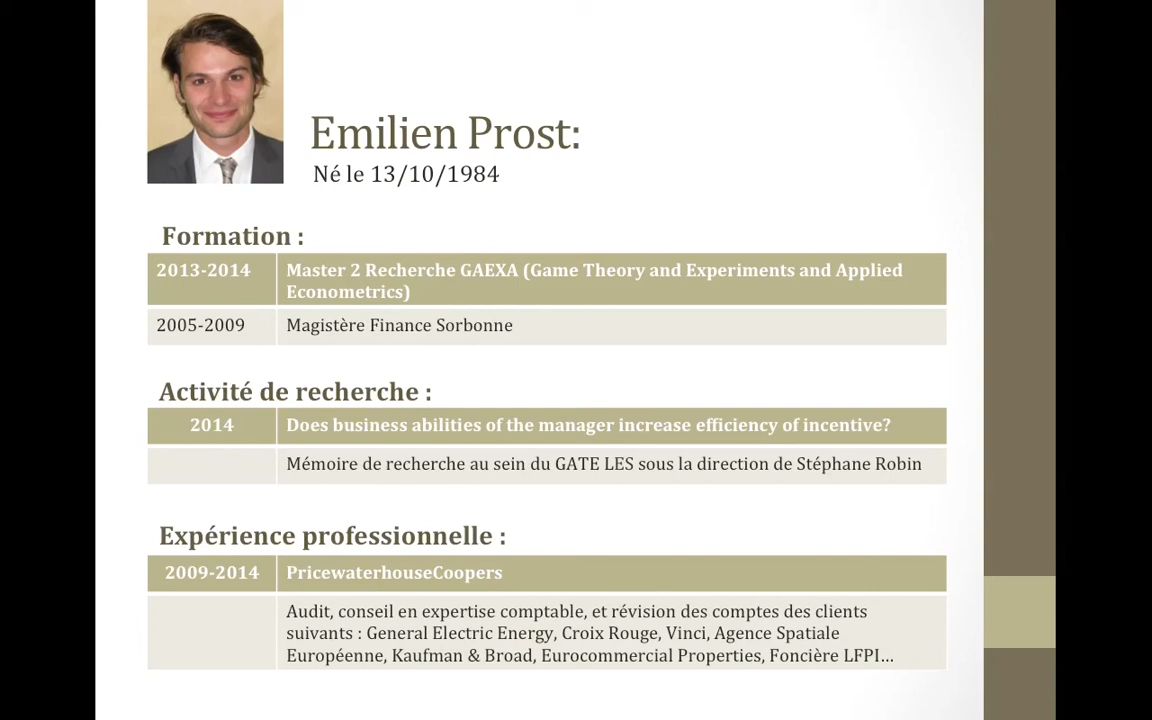 Emilien Prost:
Né le 13/10/1984
Formation :
2013-2014 Master 2 Recherche GAEXA (Game Theory and Experiments and Applied
Econometrics)
2005-2009 Magistère Finance Sorbonne
Activité de recherche :
2014 Does business abilities of the manager increase efficiency of incentive?
Mémoire de recherche au sein du GATE LES sous la direction de Stéphane Robin
Expérience professionnelle :
2009-2014 PricewaterhouseCoopers
Audit, conseil en expertise comptable, et révision des comptes des clients
suivants : General Electric Energy, Croix Rouge, Vinci, Agence Spatiale
Européenne, Kaufman & Broad, Eurocommercial Properties, Foncière LFPI...